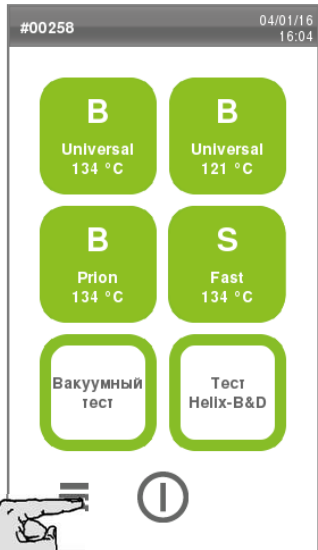 #00258
04/01/16
16:04
B
Universal
134 °C
B
Universal
121 °C
B
Prion
134 °C
S
Fast
134 °C
Вакуумный
тест
Тест
Helix-B&D